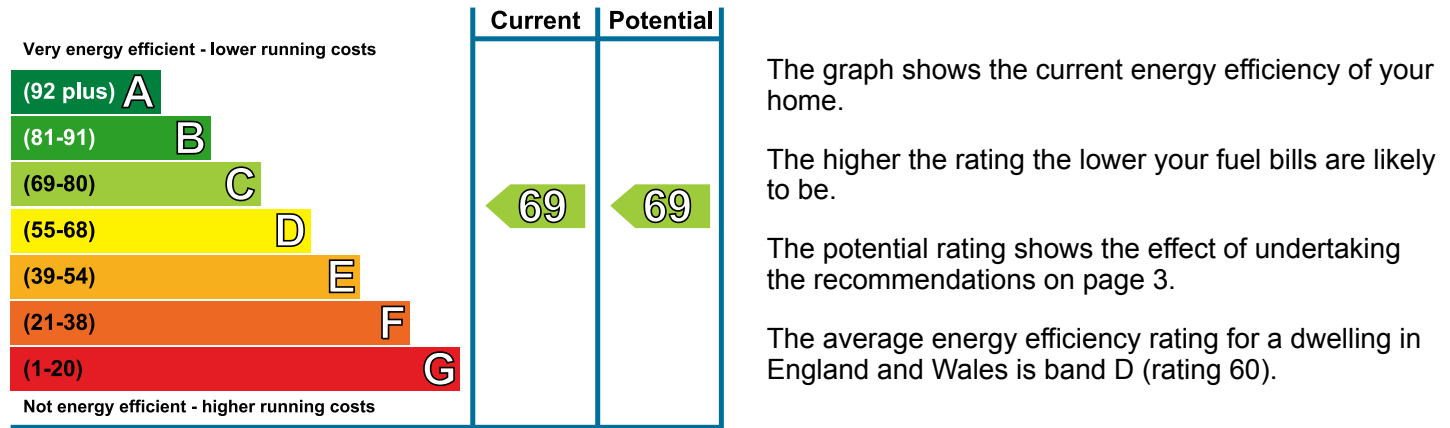 Current Potential
Very energy efficient - lower running costs
(92 plus) A
(81-91) B
(69-80) C
(55-68) D
(39-54) E
(21-38) F
(1-20) G
Not energy efficient - higher running costs
69 69
The graph shows the current energy efficiency of your
home.
The higher the rating the lower your fuel bills are likely
to be.
The potential rating shows the effect of undertaking
the recommendations on page 3.
The average energy efficiency rating for a dwelling in
England and Wales is band D (rating 60).